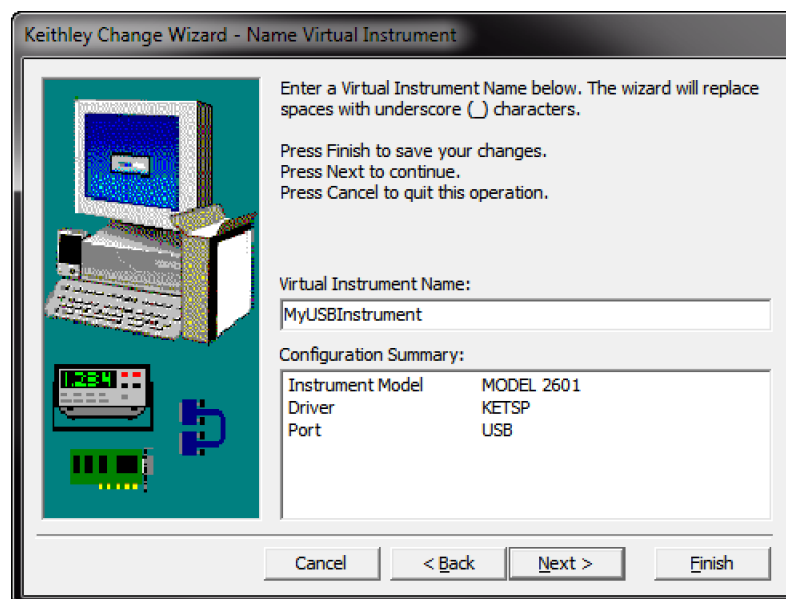 Keithley Change Wizard - Name Virtual Instrument
Enter a Virtual Instrument Name below. The wizard will replace
spaces with underscore (_) characters.
Press Finish to save your changes.
Press Next to continue.
Press Cancel to quit this operation.
1.234
Virtual Instrument Name:
MyUSBInstrument
Configuration Summary:
Instrument Model MODEL 2601
Driver KETSP
Port USB
Cancel < Back Next > Finish